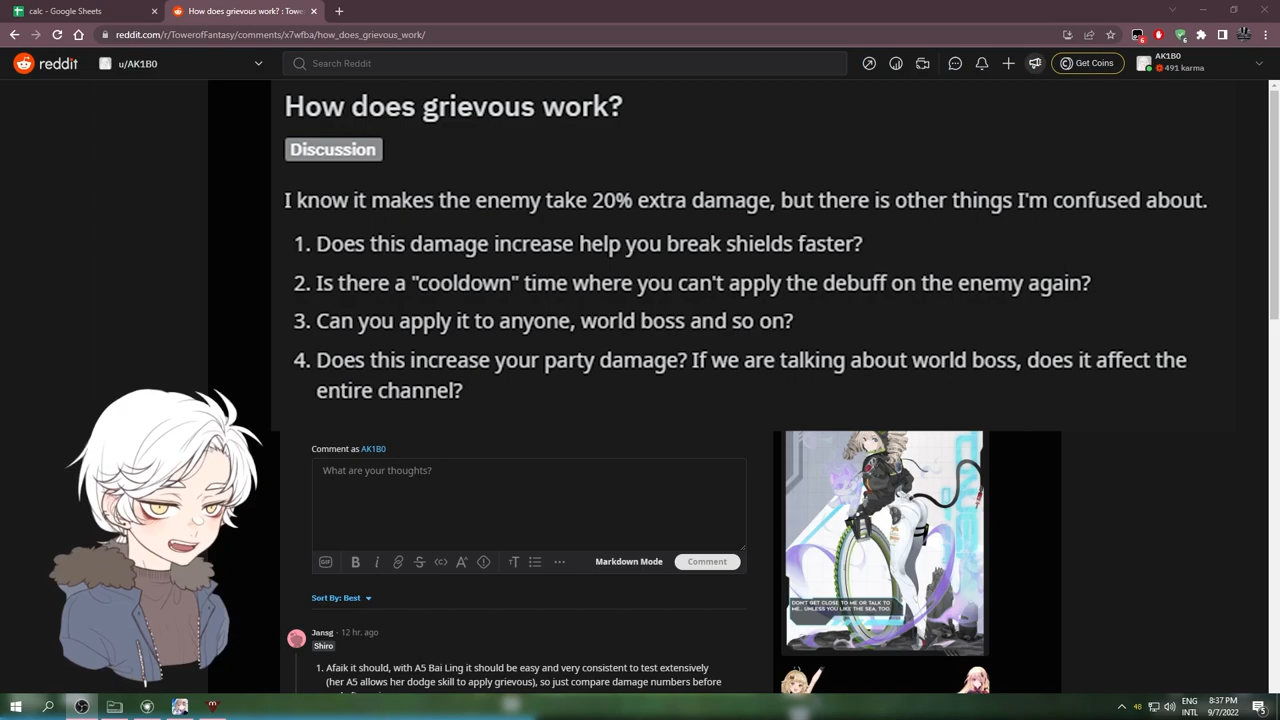 calc - Google Sheets
How does grievous work? : Tower
reddit.com/r/TowerofFantasy/comments/x7wfba/how_does_grievous_work/
reddit
u/AK1B0
Search Reddit
Get Coins
AK1B0
491 karma
How does grievous work?
Discussion
I know it makes the enemy take 20% extra damage, but there is other things I'm confused about.
1. Does this damage increase help you break shields faster?
2. Is there a "cooldown" time where you can't apply the debuff on the enemy again?
3. Can you apply it to anyone, world boss and so on?
4. Does this increase your party damage? If we are talking about world boss, does it affect the
entire channel?
Comment as AK1B0
What are your thoughts?
GIF
Markdown Mode
Comment
Sort By: Best
DON'T GET CLOSE TO ME OR TALK TO
ME... UNLESS YOU LIKE THE SEA, TOO.
Jansg · 12 hr. ago
Shiro
1. Afaik it should, with A5 Bai Ling it should be easy and very consistent to test extensively
(her A5 allows her dodge skill to apply grievous), so just compare damage numbers before
48
ENG
INTL
8:37 PM
9/7/2022